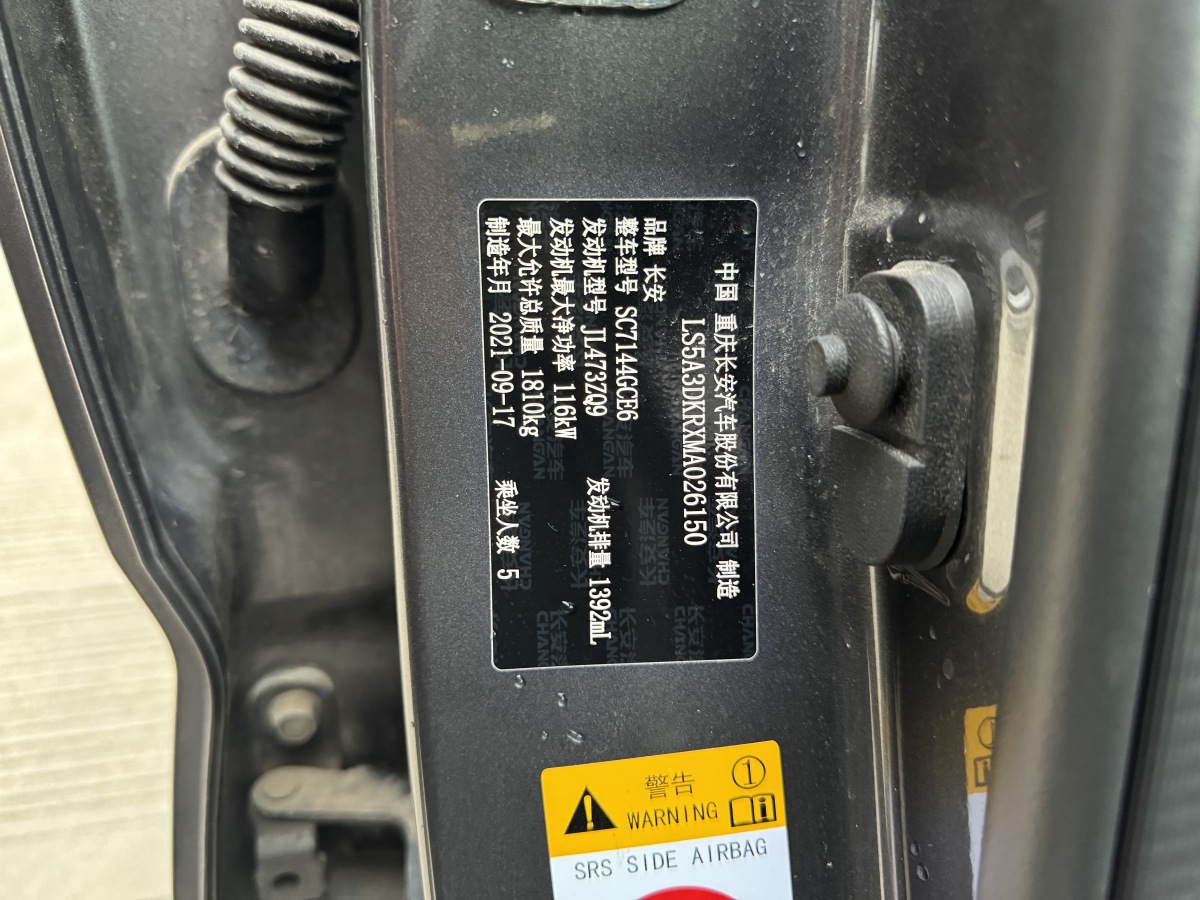 中国 重庆长安汽车股份有限公司 制造
LS5A3DKRXMA026150
品牌 长安
整车型号 SC7144GCE6
发动机型号 JL473ZQ9 发动机排量 1392mL
发动机最大净功率 116kW
最大允许总质量 1810kg
制造年月 2021-09-17 乘坐人数 5
警告 1
WARNING
SRS SIDE AIRBAG